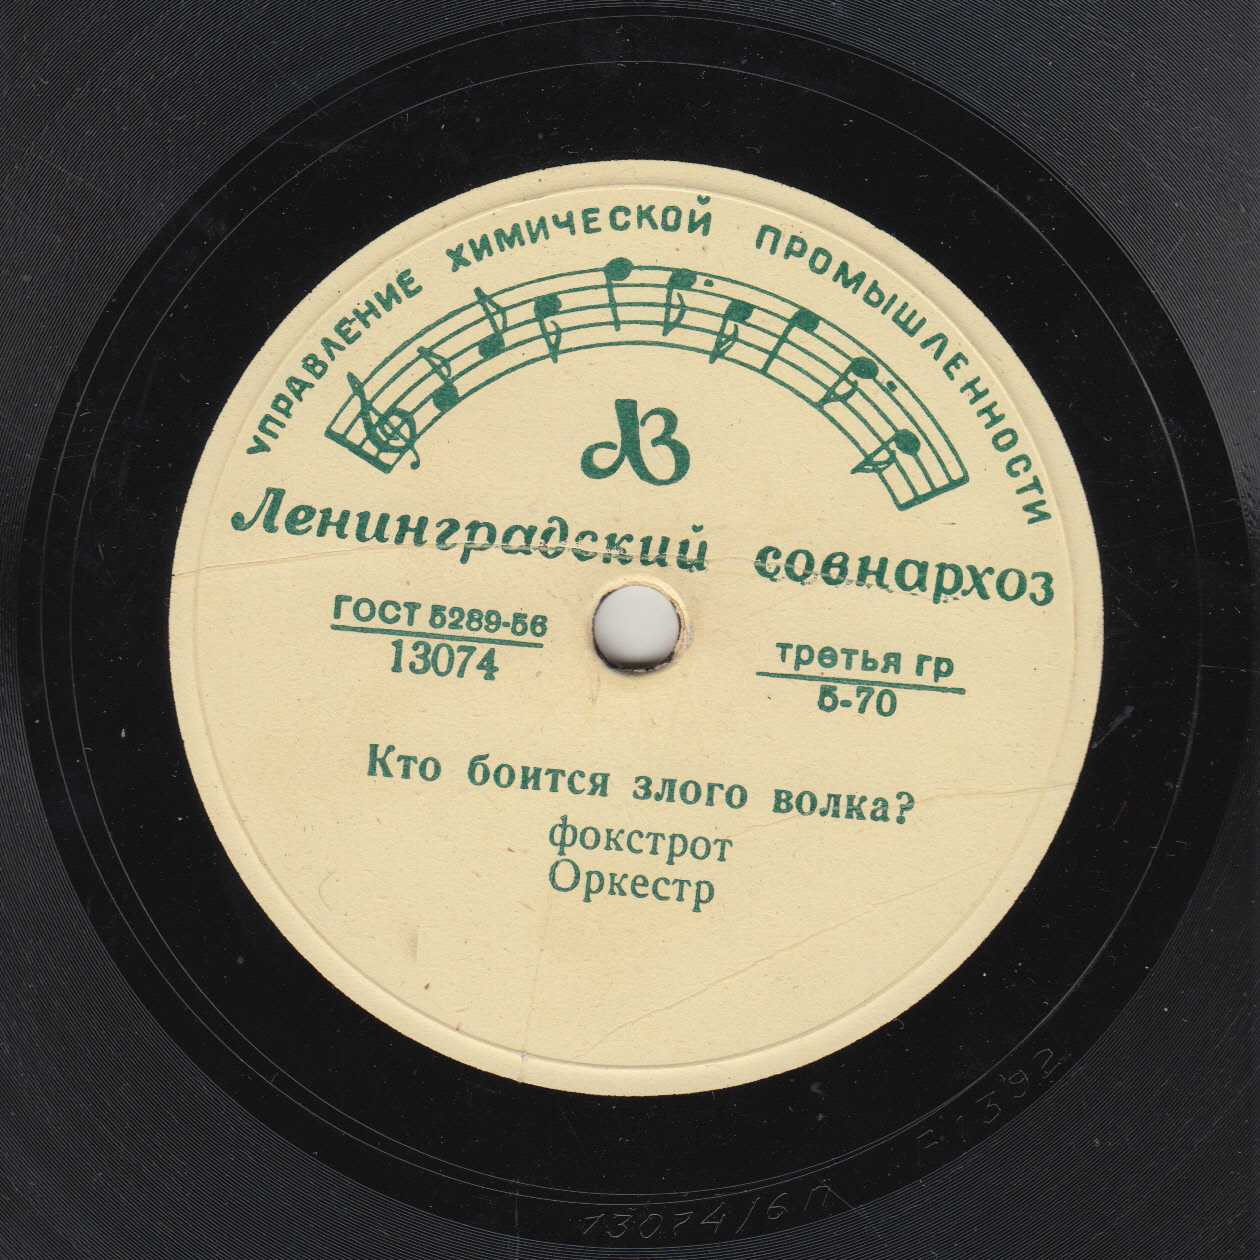 УПРАВЛЕНИЕ ХИМИЧЕСКОЙ ПРОМЫШЛЕННОСТИ
ЛЗ
Ленинградский совнархоз
ГОСТ 5289-56
13074
третья гр
5-70
Кто боится злого волка?
фокстрот
Оркестр
13074/6П